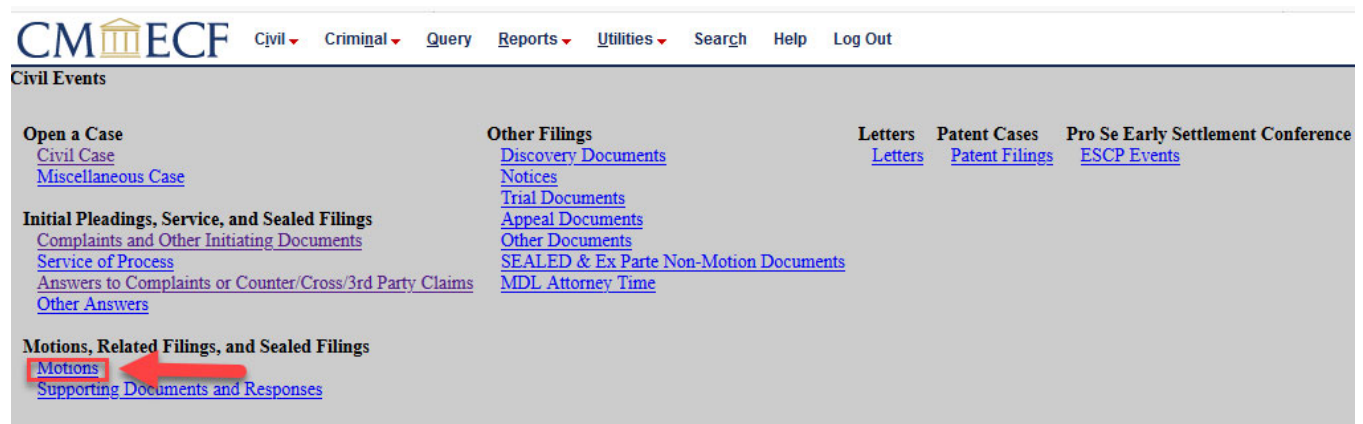 CM ECF Civil Criminal Query Reports Utilities Search Help Log Out
Civil Events
Open a Case
Civil Case
Miscellaneous Case
Initial Pleadings, Service, and Sealed Filings
Complaints and Other Initiating Documents
Service of Process
Answers to Complaints or Counter/Cross/3rd Party Claims
Other Answers
Motions, Related Filings, and Sealed Filings
Motions
Supporting Documents and Responses
Other Filings
Discovery Documents
Notices
Trial Documents
Appeal Documents
Other Documents
SEALED & Ex Parte Non-Motion Documents
MDL Attorney Time
Letters
Letters
Patent Cases
Patent Filings
Pro Se Early Settlement Conference
ESCP Events